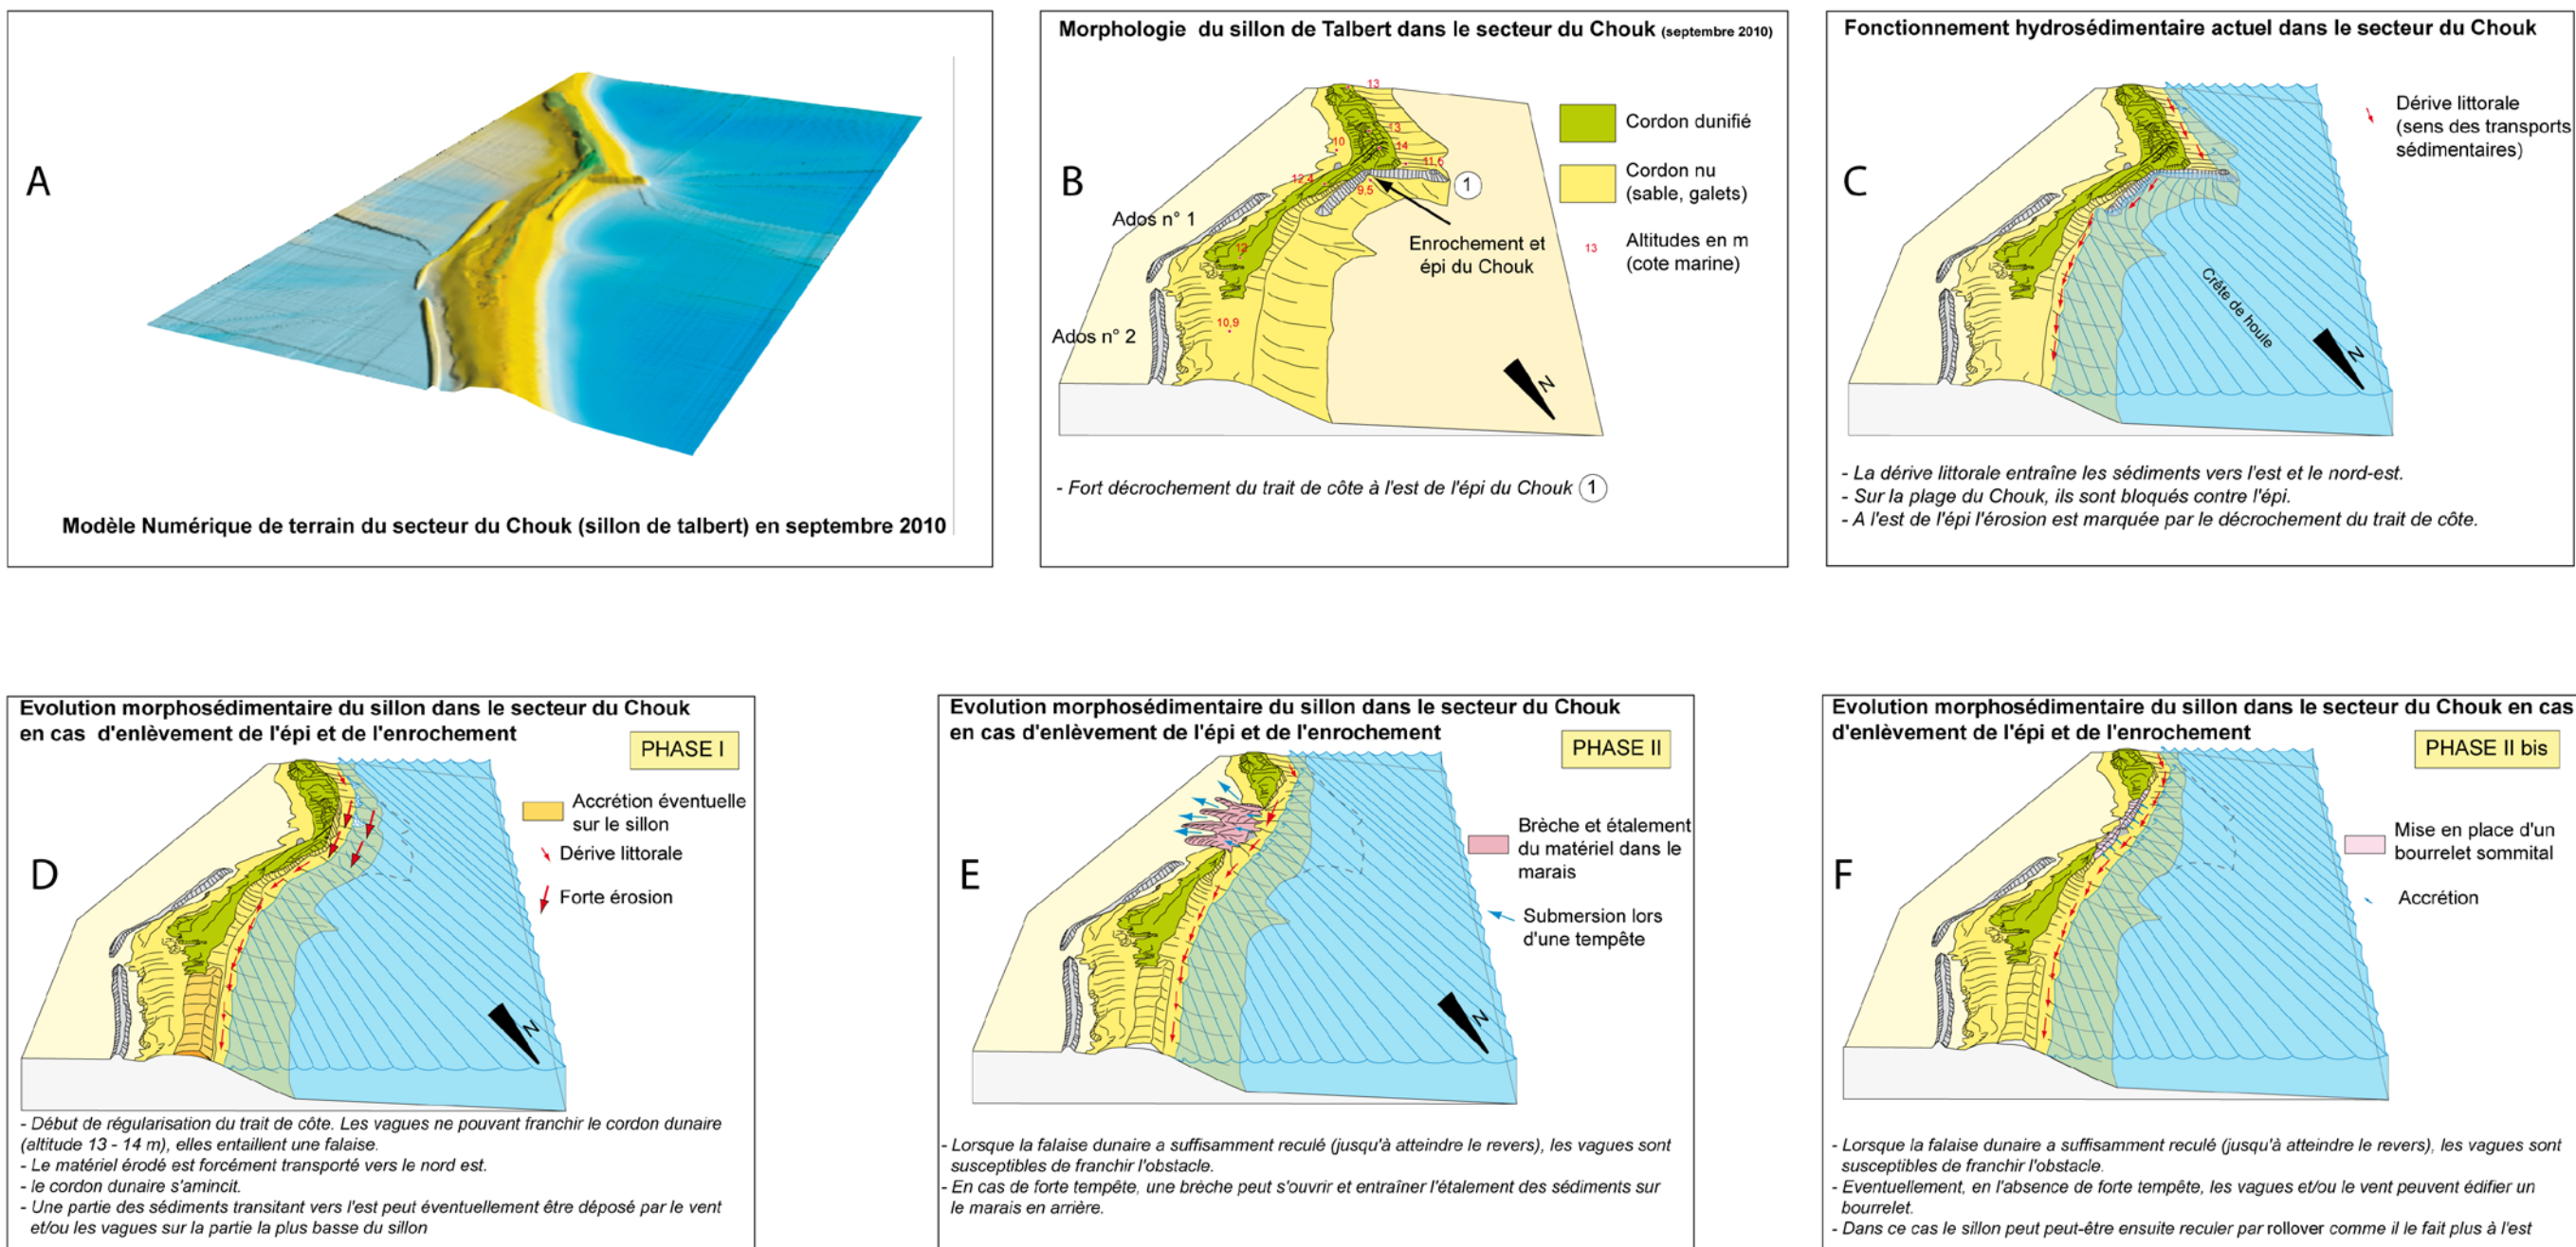 A
Modèle Numérique de terrain du secteur du Chouk (sillon de talbert) en septembre 2010
Morphologie du sillon de Talbert dans le secteur du Chouk (septembre 2010)
B
13
13
14
10
11,5
12,4
9,5
1
Ados n° 1
12
Enrochement et
épi du Chouk
10,9
Ados n° 2
N
Cordon dunifié
Cordon nu
(sable, galets)
13
Altitudes en m
(cote marine)
- Fort décrochement du trait de côte à l'est de l'épi du Chouk 1
Fonctionnement hydrosédimentaire actuel dans le secteur du Chouk
C
Dérive littorale
(sens des transports
sédimentaires)
Crête de houle
N
- La dérive littorale entraîne les sédiments vers l'est et le nord-est.
- Sur la plage du Chouk, ils sont bloqués contre l'épi.
- A l'est de l'épi l'érosion est marquée par le décrochement du trait de côte.
Evolution morphosédimentaire du sillon dans le secteur du Chouk
en cas d'enlèvement de l'épi et de l'enrochement
PHASE I
D
Accrétion éventuelle
sur le sillon
Dérive littorale
Forte érosion
N
- Début de régularisation du trait de côte. Les vagues ne pouvant franchir le cordon dunaire
(altitude 13 - 14 m), elles entaillent une falaise.
- Le matériel érodé est forcément transporté vers le nord est.
- le cordon dunaire s'amincit.
- Une partie des sédiments transitant vers l'est peut éventuellement être déposé par le vent
et/ou les vagues sur la partie la plus basse du sillon
Evolution morphosédimentaire du sillon dans le secteur du Chouk
en cas d'enlèvement de l'épi et de l'enrochement
PHASE II
E
Brèche et étalement
du matériel dans le
marais
Submersion lors
d'une tempête
N
- Lorsque la falaise dunaire a suffisamment reculé (jusqu'à atteindre le revers), les vagues sont
susceptibles de franchir l'obstacle.
- En cas de forte tempête, une brèche peut s'ouvrir et entraîner l'étalement des sédiments sur
le marais en arrière.
Evolution morphosédimentaire du sillon dans le secteur du Chouk en cas
d'enlèvement de l'épi et de l'enrochement
PHASE II bis
F
Mise en place d'un
bourrelet sommital
Accrétion
- Lorsque la falaise dunaire a suffisamment reculé (jusqu'à atteindre le revers), les vagues sont
susceptibles de franchir l'obstacle.
- Eventuellement, en l'absence de forte tempête, les vagues et/ou le vent peuvent édifier un
bourrelet.
- Dans ce cas le sillon peut peut-être ensuite reculer par rollover comme il le fait plus à l'est